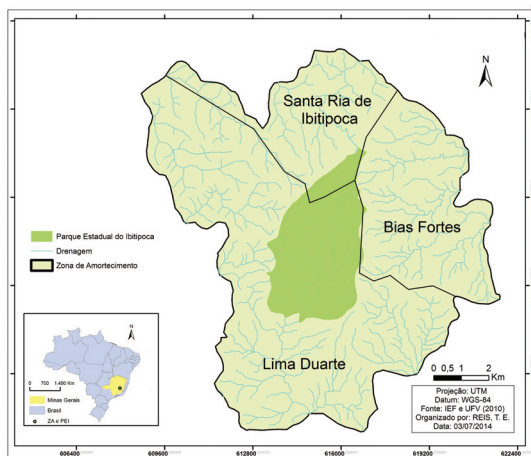 N
Santa Ria de
Ibitipoca
Bias Fortes
Parque Estadual do Ibitipoca
Drenagem
Zona de Amortecimento
Lima Duarte
N
0 700 1.400 Km
Minas Gerais
Brasil
ZA e PEI
0 0,5 1 2
Km
Projeção: UTM
Datum: WGS-84
Fonte: IEF e UFV (2010)
Organizado por: REIS, T. E.
Data: 03/07/2014
606400 609600 612800 616000 619200 622400